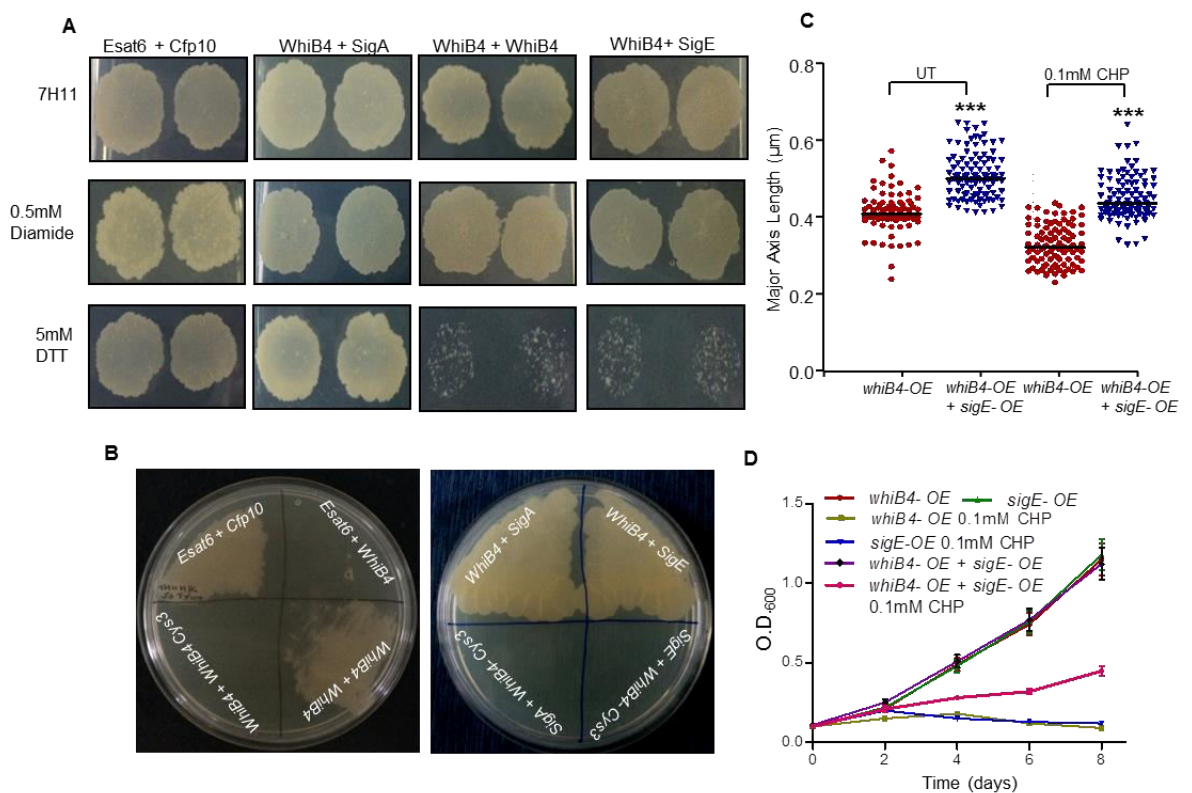 A
Esat6 + Cfp10
WhiB4 + SigA
WhiB4 + WhiB4
WhiB4+ SigE
7H11
0.5mM
Diamide
5mM
DTT
B
Esat6 + Cfp10
Esat6 + WhiB4
WhiB4 + WhiB4 Cys3
WhiB4 + WhiB4
WhiB4 + SigA
WhiB4 + SigE
SigA + WhiB4- Cys3
SigE + WhiB4- Cys3
C
UT
0.1mM CHP
***
***
Major Axis Length (µm)
0.8
0.6
0.4
0.2
0.0
whiB4-OE
whiB4-OE
+ sigE- OE
whiB4-OE
whiB4-OE
+ sigE- OE
D
whiB4- OE
sigE- OE
whiB4- OE 0.1mM CHP
sigE-OE 0.1mM CHP
whiB4-OE + sigE- OE
whiB4-OE + sigE- OE
0.1mM CHP
O.D-600
1.5
1.0
0.5
0.0
0 2 4 6 8
Time (days)